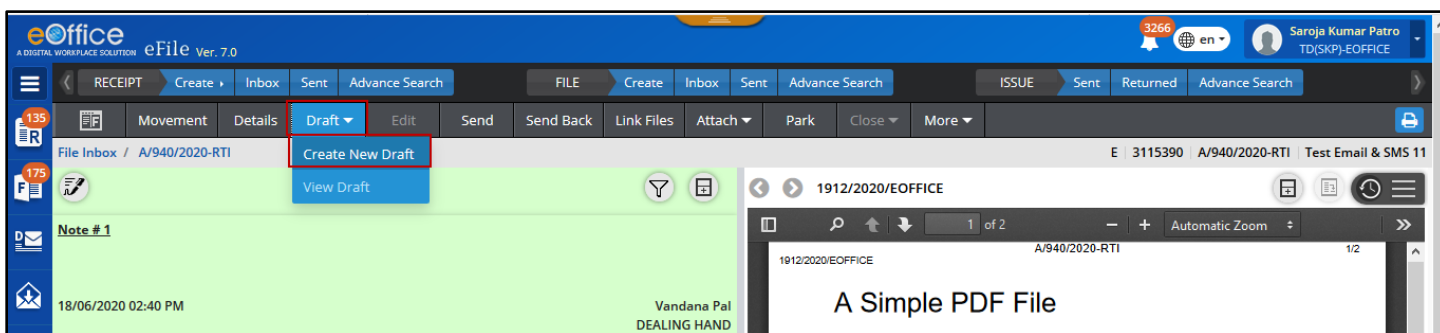 eOffice
A DIGITAL WORKPLACE SOLUTION eFile Ver. 7.0
3266
en
Saroja Kumar Patro
TD(SKP)-EOFFICE
RECEIPT Create Inbox Sent Advance Search FILE Create Inbox Sent Advance Search ISSUE Sent Returned Advance Search
135
R
Movement Details Draft Edit Send Send Back Link Files Attach Park Close More
File Inbox / A/940/2020-RTI
Create New Draft
E 3115390 A/940/2020-RTI Test Email & SMS 11
175
F
View Draft
1912/2020/EOFFICE
1 of 2
Automatic Zoom
D
Note # 1
A/940/2020-RTI
1/2
1912/2020/EOFFICE
A Simple PDF File
18/06/2020 02:40 PM
Vandana Pal
DEALING HAND